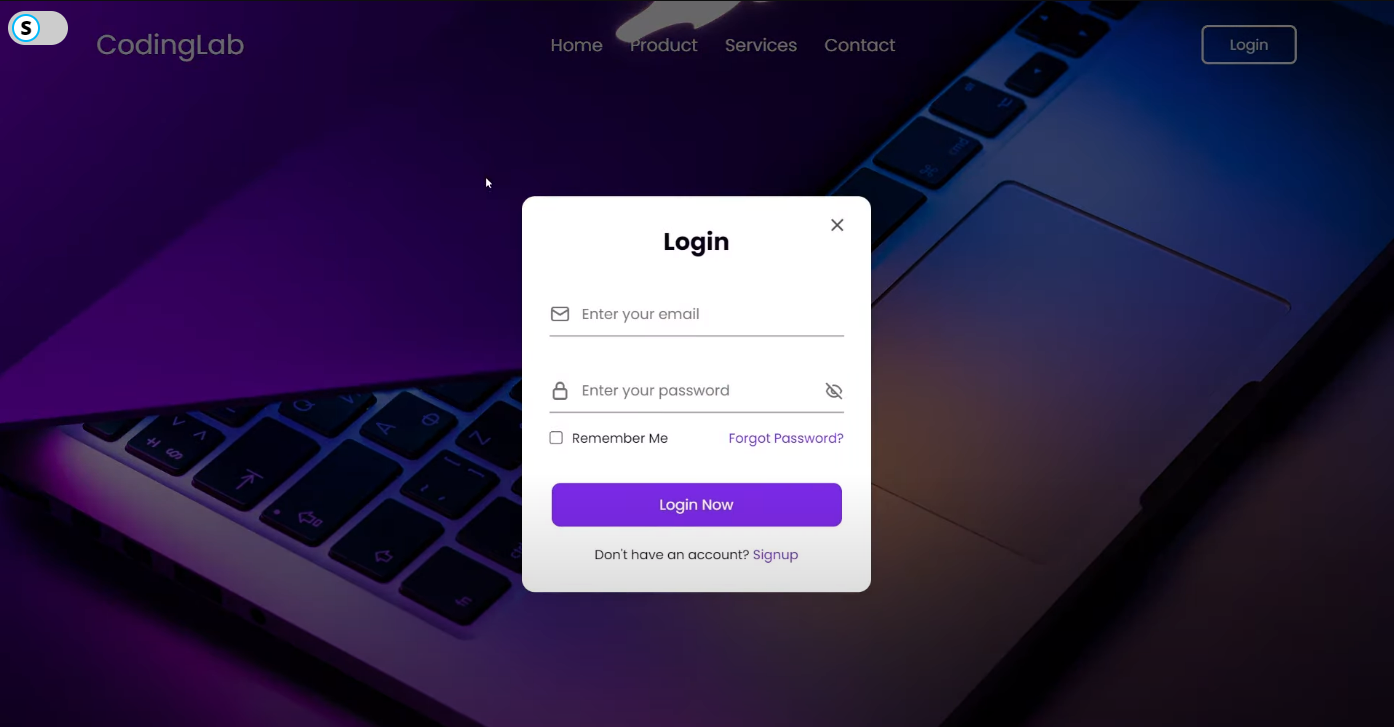 S
CodingLab
Home Product Services Contact
Login
Login
Enter your email
Enter your password
Remember Me Forgot Password?
Login Now
Don't have an account? Signup